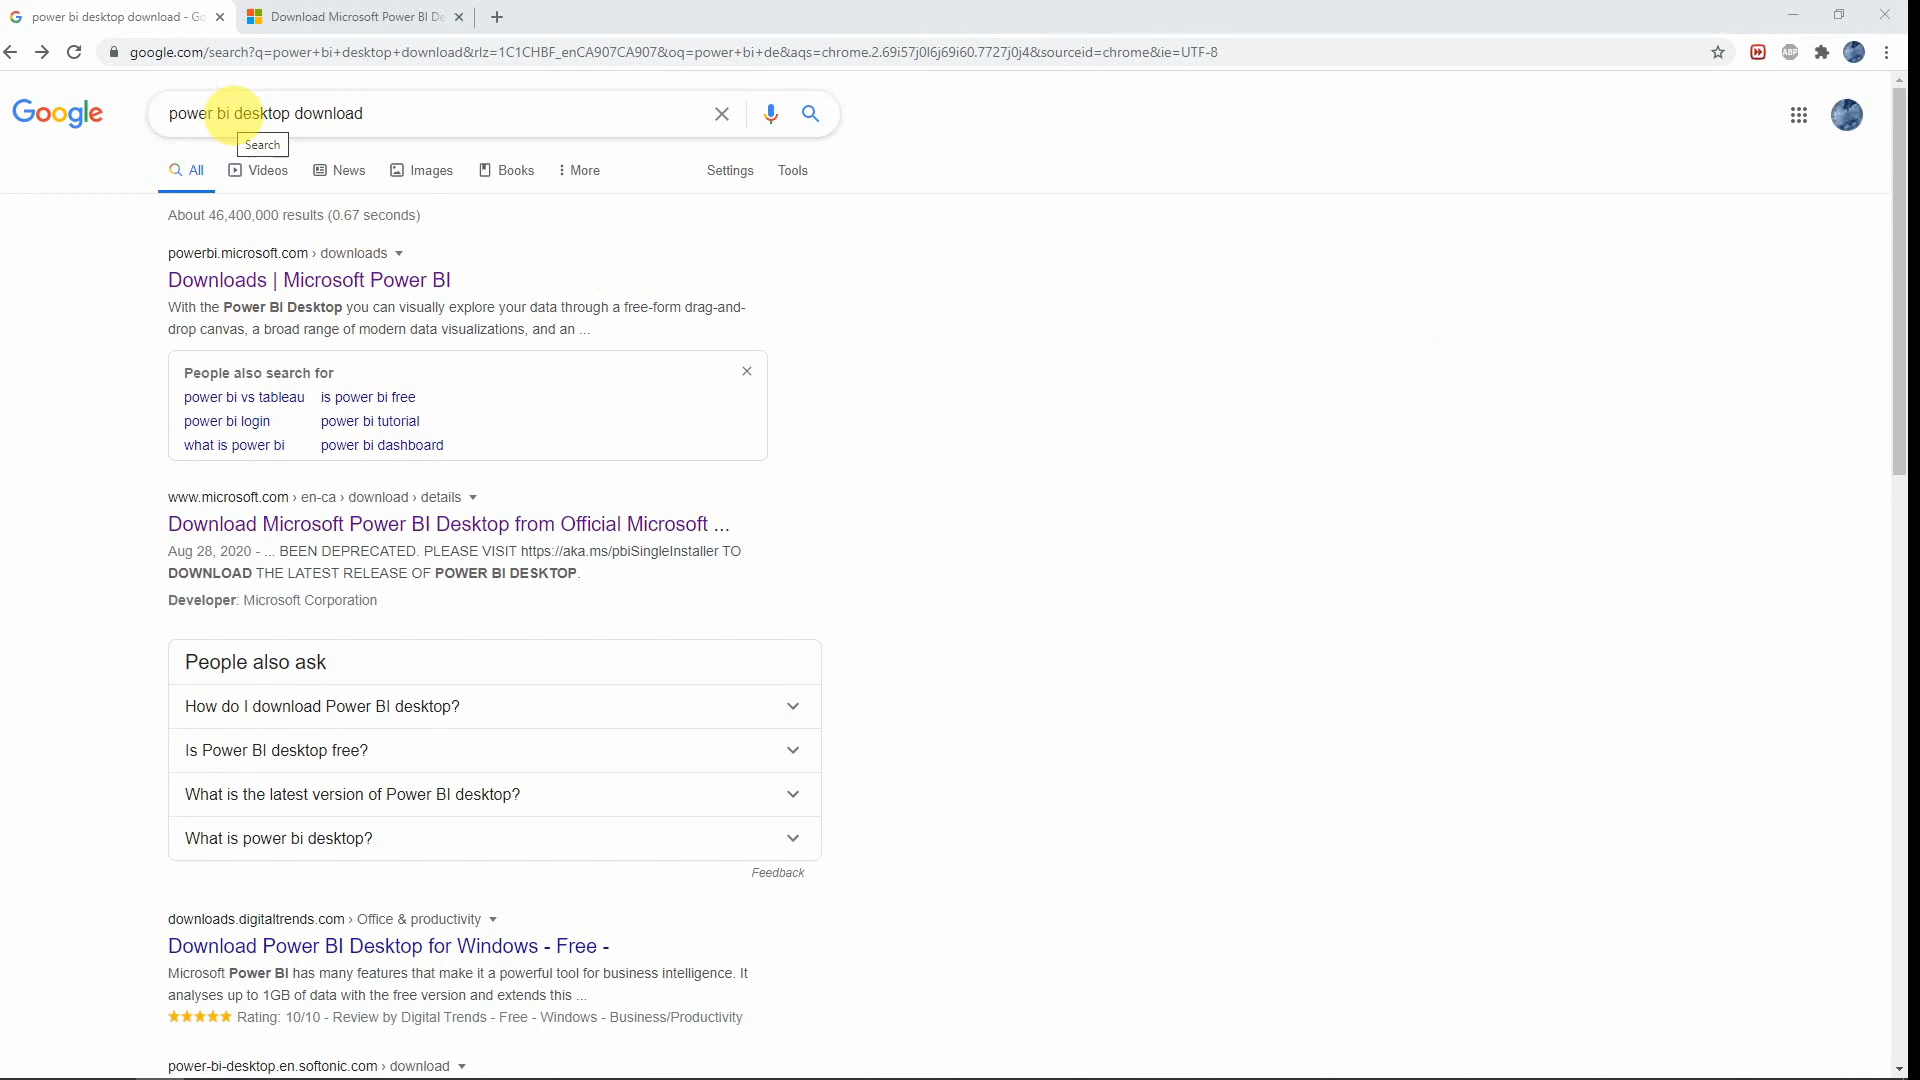 power bi desktop download - Go
Download Microsoft Power BI De
google.com/search?q=power+bi+desktop+download&rlz=1C1CHBF_enCA907CA907&oq=power+bi+de&aqs=chrome.2.69i57j0l6j69i60.7727j0j4&sourceid=chrome&ie=UTF-8
ABP
Google
power bi desktop download
Search
All Videos News Images Books More Settings Tools
About 46,400,000 results (0.67 seconds)
powerbi.microsoft.com › downloads
Downloads | Microsoft Power BI
With the Power BI Desktop you can visually explore your data through a free-form drag-and-
drop canvas, a broad range of modern data visualizations, and an ...
People also search for
power bi vs tableau is power bi free
power bi login power bi tutorial
what is power bi power bi dashboard
www.microsoft.com › en-ca › download › details
Download Microsoft Power BI Desktop from Official Microsoft ...
Aug 28, 2020 - ... BEEN DEPRECATED. PLEASE VISIT https://aka.ms/pbiSingleInstaller TO
DOWNLOAD THE LATEST RELEASE OF POWER BI DESKTOP.
Developer: Microsoft Corporation
People also ask
How do I download Power BI desktop?
Is Power BI desktop free?
What is the latest version of Power BI desktop?
What is power bi desktop?
Feedback
downloads.digitaltrends.com › Office & productivity
Download Power BI Desktop for Windows - Free -
Microsoft Power BI has many features that make it a powerful tool for business intelligence. It
analyses up to 1GB of data with the free version and extends this ...
Rating: 10/10 - Review by Digital Trends - Free - Windows - Business/Productivity
power-bi-desktop.en.softonic.com › download